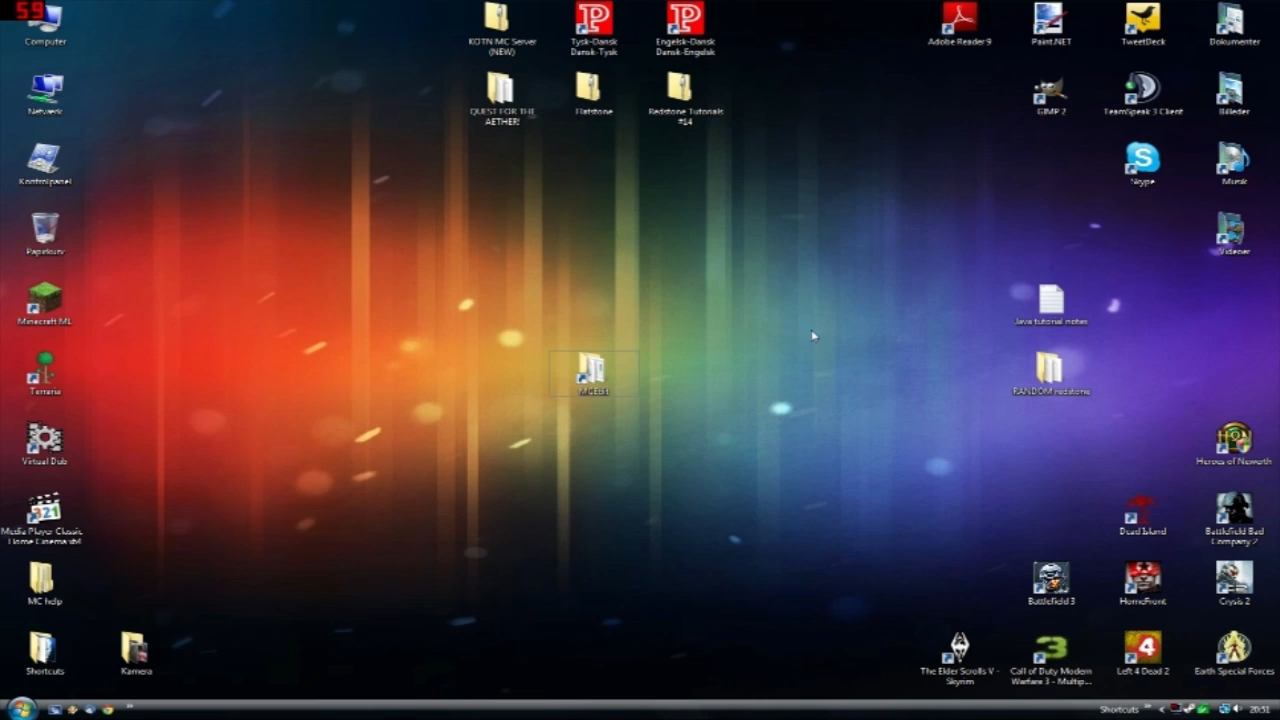 59
Computer
KOTN MC Server
(NEW)
Tysk-Dansk
Dansk-Tysk
Engelsk-Dansk
Dansk-Engelsk
Adobe Reader 9
Paint.NET
TweetDeck
Dokumenter
Netværk
QUEST FOR THE
AETHER!
Flatstone
Redstone Tutorials
#14
GIMP 2
TeamSpeak 3 Client
Billeder
Kontrolpanel
Skype
Musik
Papirkurv
Videoer
Minecraft ML
Java tutorial notes
Terraria
MCEdit
RANDOM redstone
Virtual Dub
Heroes of Newerth
Media Player Classic
Home Cinema x64
Dead Island
Battlefield Bad
Company 2
MC help
Battlefield 3
HomeFront
Crysis 2
Shortcuts
Kamera
The Elder Scrolls V -
Skyrim
Call of Duty Modern
Warfare 3 - Multip...
Left 4 Dead 2
Earth Special Forces
Shortcuts
20:51